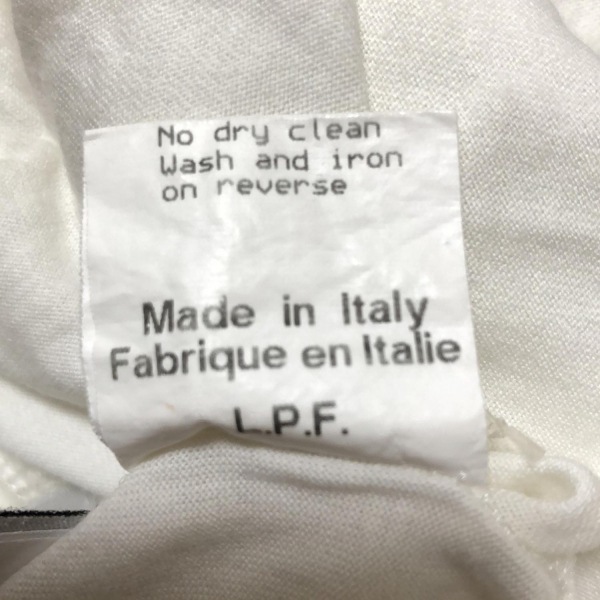 No dry clean
Wash and iron
on reverse
Made in Italy
Fabrique en Italie
L.P.F.